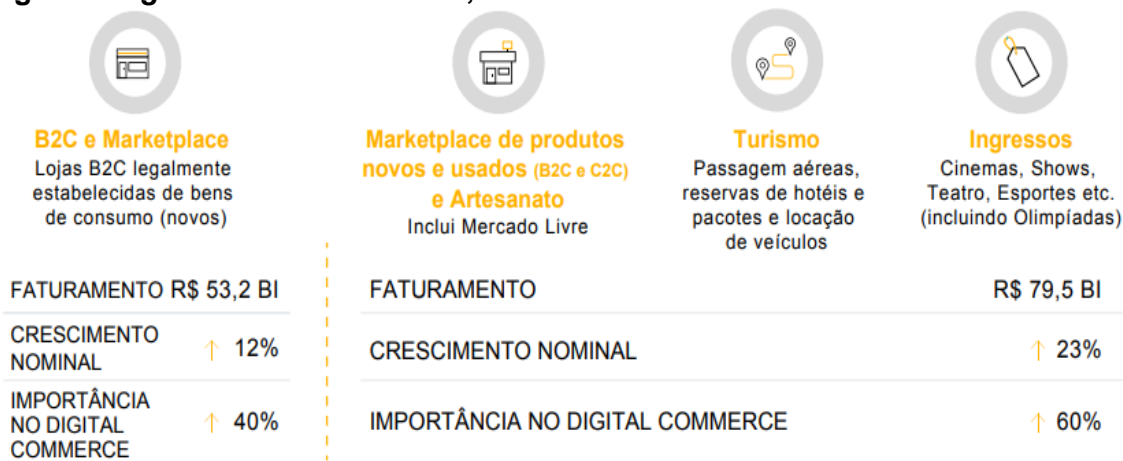 B2C e Marketplace
Lojas B2C legalmente
estabelecidas de bens
de consumo (novos)
Marketplace de produtos
novos e usados (B2C e C2C)
e Artesanato
Inclui Mercado Livre
Turismo
Passagem aéreas,
reservas de hotéis e
pacotes e locação
de veículos
Ingressos
Cinemas, Shows,
Teatro, Esportes etc.
(incluindo Olimpíadas)
FATURAMENTO R$ 53,2 BI
CRESCIMENTO
NOMINAL ↑ 12%
IMPORTÂNCIA
NO DIGITAL ↑ 40%
COMMERCE
FATURAMENTO R$ 79,5 BI
CRESCIMENTO NOMINAL ↑ 23%
IMPORTÂNCIA NO DIGITAL COMMERCE ↑ 60%